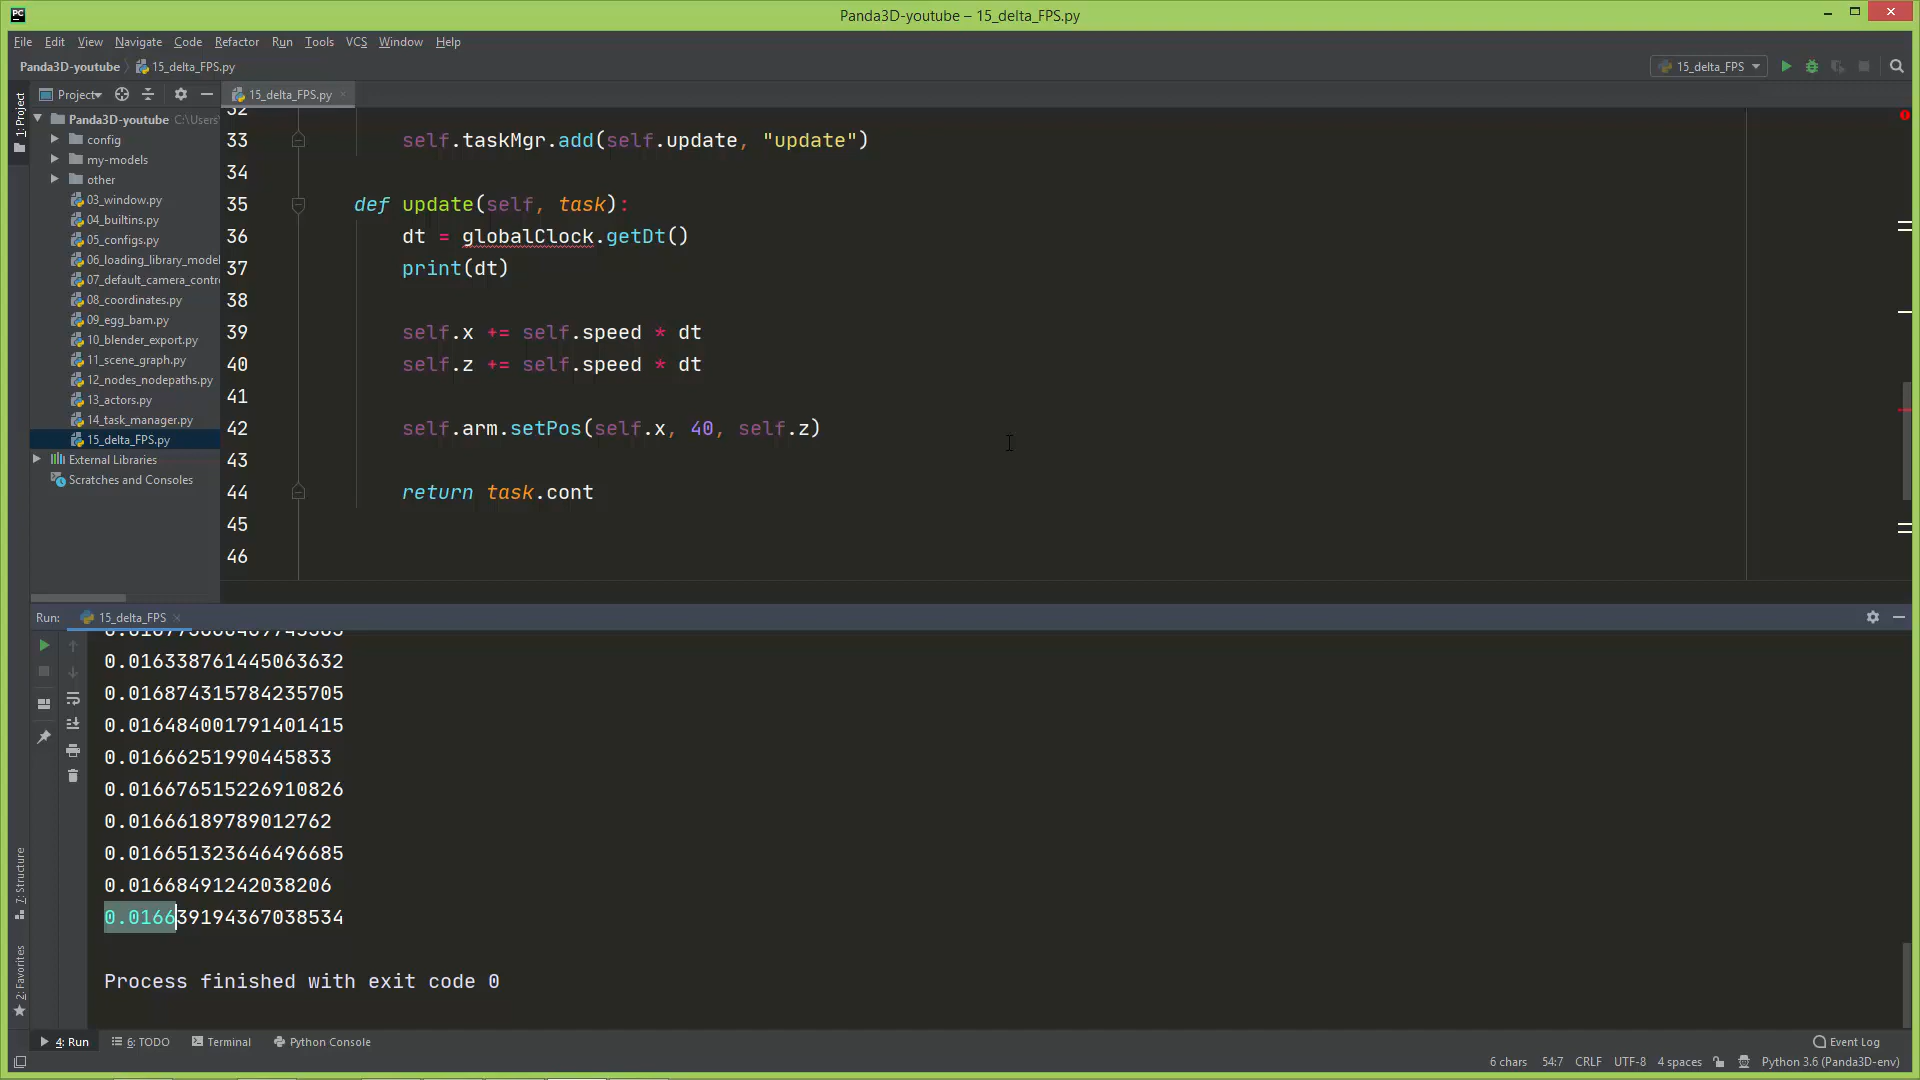 PC
Panda3D-youtube – 15_delta_FPS.py
File Edit View Navigate Code Refactor Run Tools VCS Window Help
Panda3D-youtube 15_delta_FPS.py
15_delta_FPS
1: Project
Project
15_delta_FPS.py
Panda3D-youtube C:\Users\
config
my-models
other
03_window.py
04_builtins.py
05_configs.py
06_loading_library_model
07_default_camera_contro
08_coordinates.py
09_egg_bam.py
10_blender_export.py
11_scene_graph.py
12_nodes_nodepaths.py
13_actors.py
14_task_manager.py
15_delta_FPS.py
External Libraries
Scratches and Consoles
32
33 self.taskMgr.add(self.update, "update")
34
35 def update(self, task):
36 dt = globalClock.getDt()
37 print(dt)
38
39 self.x += self.speed * dt
40 self.z += self.speed * dt
41
42 self.arm.setPos(self.x, 40, self.z)
43
44 return task.cont
45
46
Run: 15_delta_FPS
0.016338761445063632
0.016874315784235705
0.016484001791401415
0.01666251990445833
0.016676515226910826
0.01666189789012762
0.016651323646496685
0.01668491242038206
0.016639194367038534
Process finished with exit code 0
7: Structure
2: Favorites
4: Run 6: TODO Terminal Python Console Event Log
6 chars 54:7 CRLF UTF-8 4 spaces Python 3.6 (Panda3D-env)